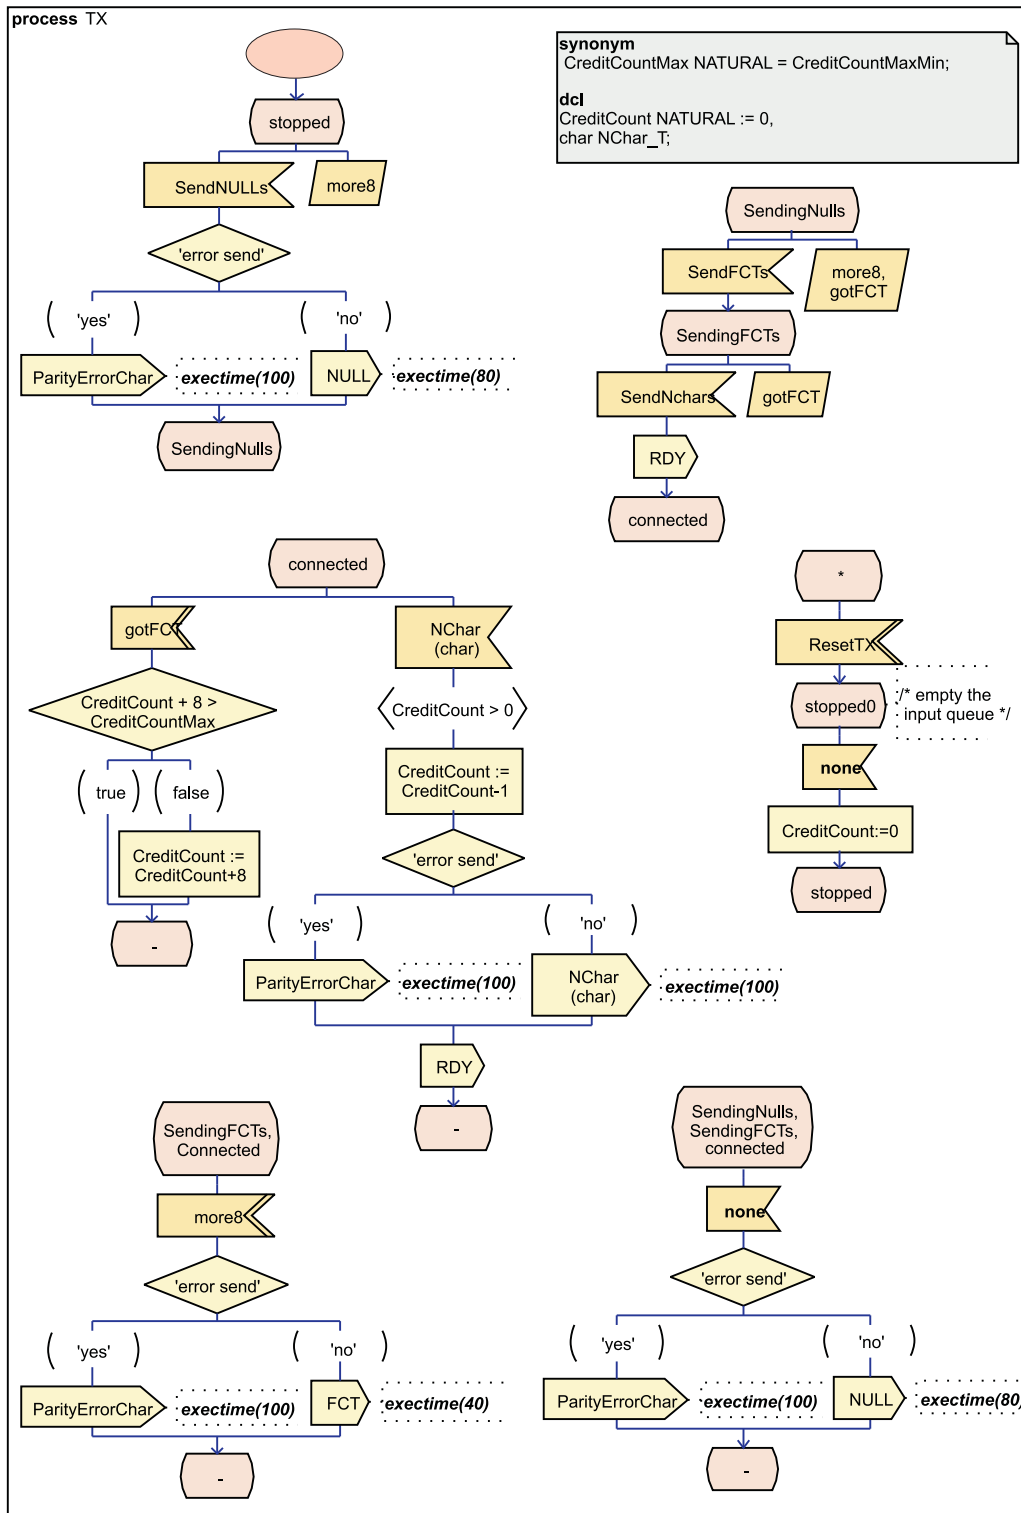 process TX
synonym
CreditCountMax NATURAL = CreditCountMaxMin;
dcl
CreditCount NATURAL := 0,
char NChar_T;
stopped
SendNULLs
more8
'error send'
'yes'
'no'
ParityErrorChar
exectime(100)
NULL
exectime(80)
SendingNulls
SendingNulls
SendFCTs
more8,
gotFCT
SendingFCTs
SendNchars
gotFCT
RDY
connected
connected
gotFCT
NChar
(char)
CreditCount + 8 >
CreditCountMax
CreditCount > 0
(true)
(false)
CreditCount :=
CreditCount-1
CreditCount :=
CreditCount+8
'error send'
-
'yes'
'no'
ParityErrorChar
exectime(100)
NChar
(char)
exectime(100)
RDY
-
*
ResetTX
stopped0
/* empty the
input queue */
none
CreditCount:=0
stopped
SendingFCTs,
Connected
more8
'error send'
'yes'
'no'
ParityErrorChar
exectime(100)
FCT
exectime(40)
-
SendingNulls,
SendingFCTs,
connected
none
'error send'
'yes'
'no'
ParityErrorChar
exectime(100)
NULL
exectime(80)
-